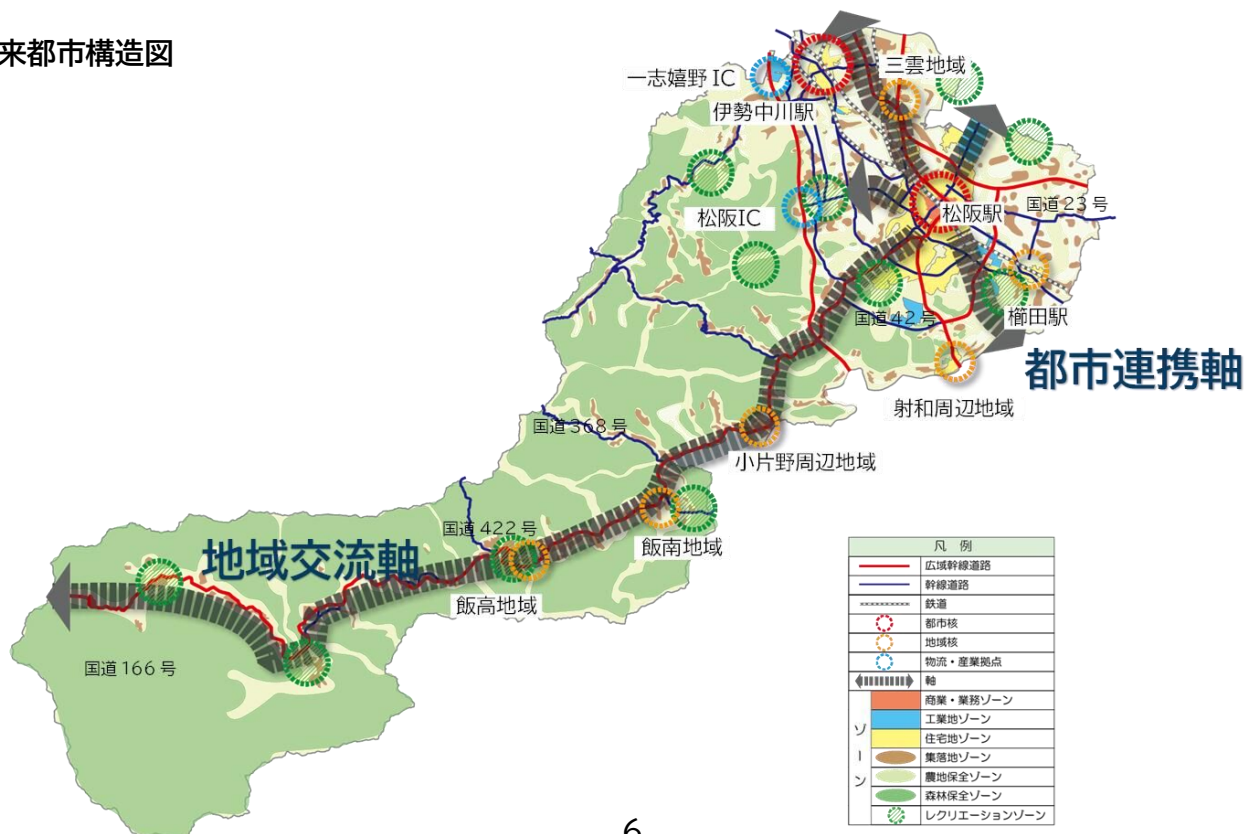 来都市構造図
一志嬉野 IC
三雲地域
伊勢中川駅
松阪IC
松阪駅
国道 23 号
国道 42 号
櫛田駅
都市連携軸
射和周辺地域
国道 368 号
小片野周辺地域
国道 422 号
飯南地域
地域交流軸
飯高地域
国道 166 号
凡 例
広域幹線道路
幹線道路
鉄道
都市核
地域核
物流・産業拠点
軸
ゾーン
商業・業務ゾーン
工業地ゾーン
住宅地ゾーン
集落地ゾーン
農地保全ゾーン
森林保全ゾーン
レクリエーションゾーン
6